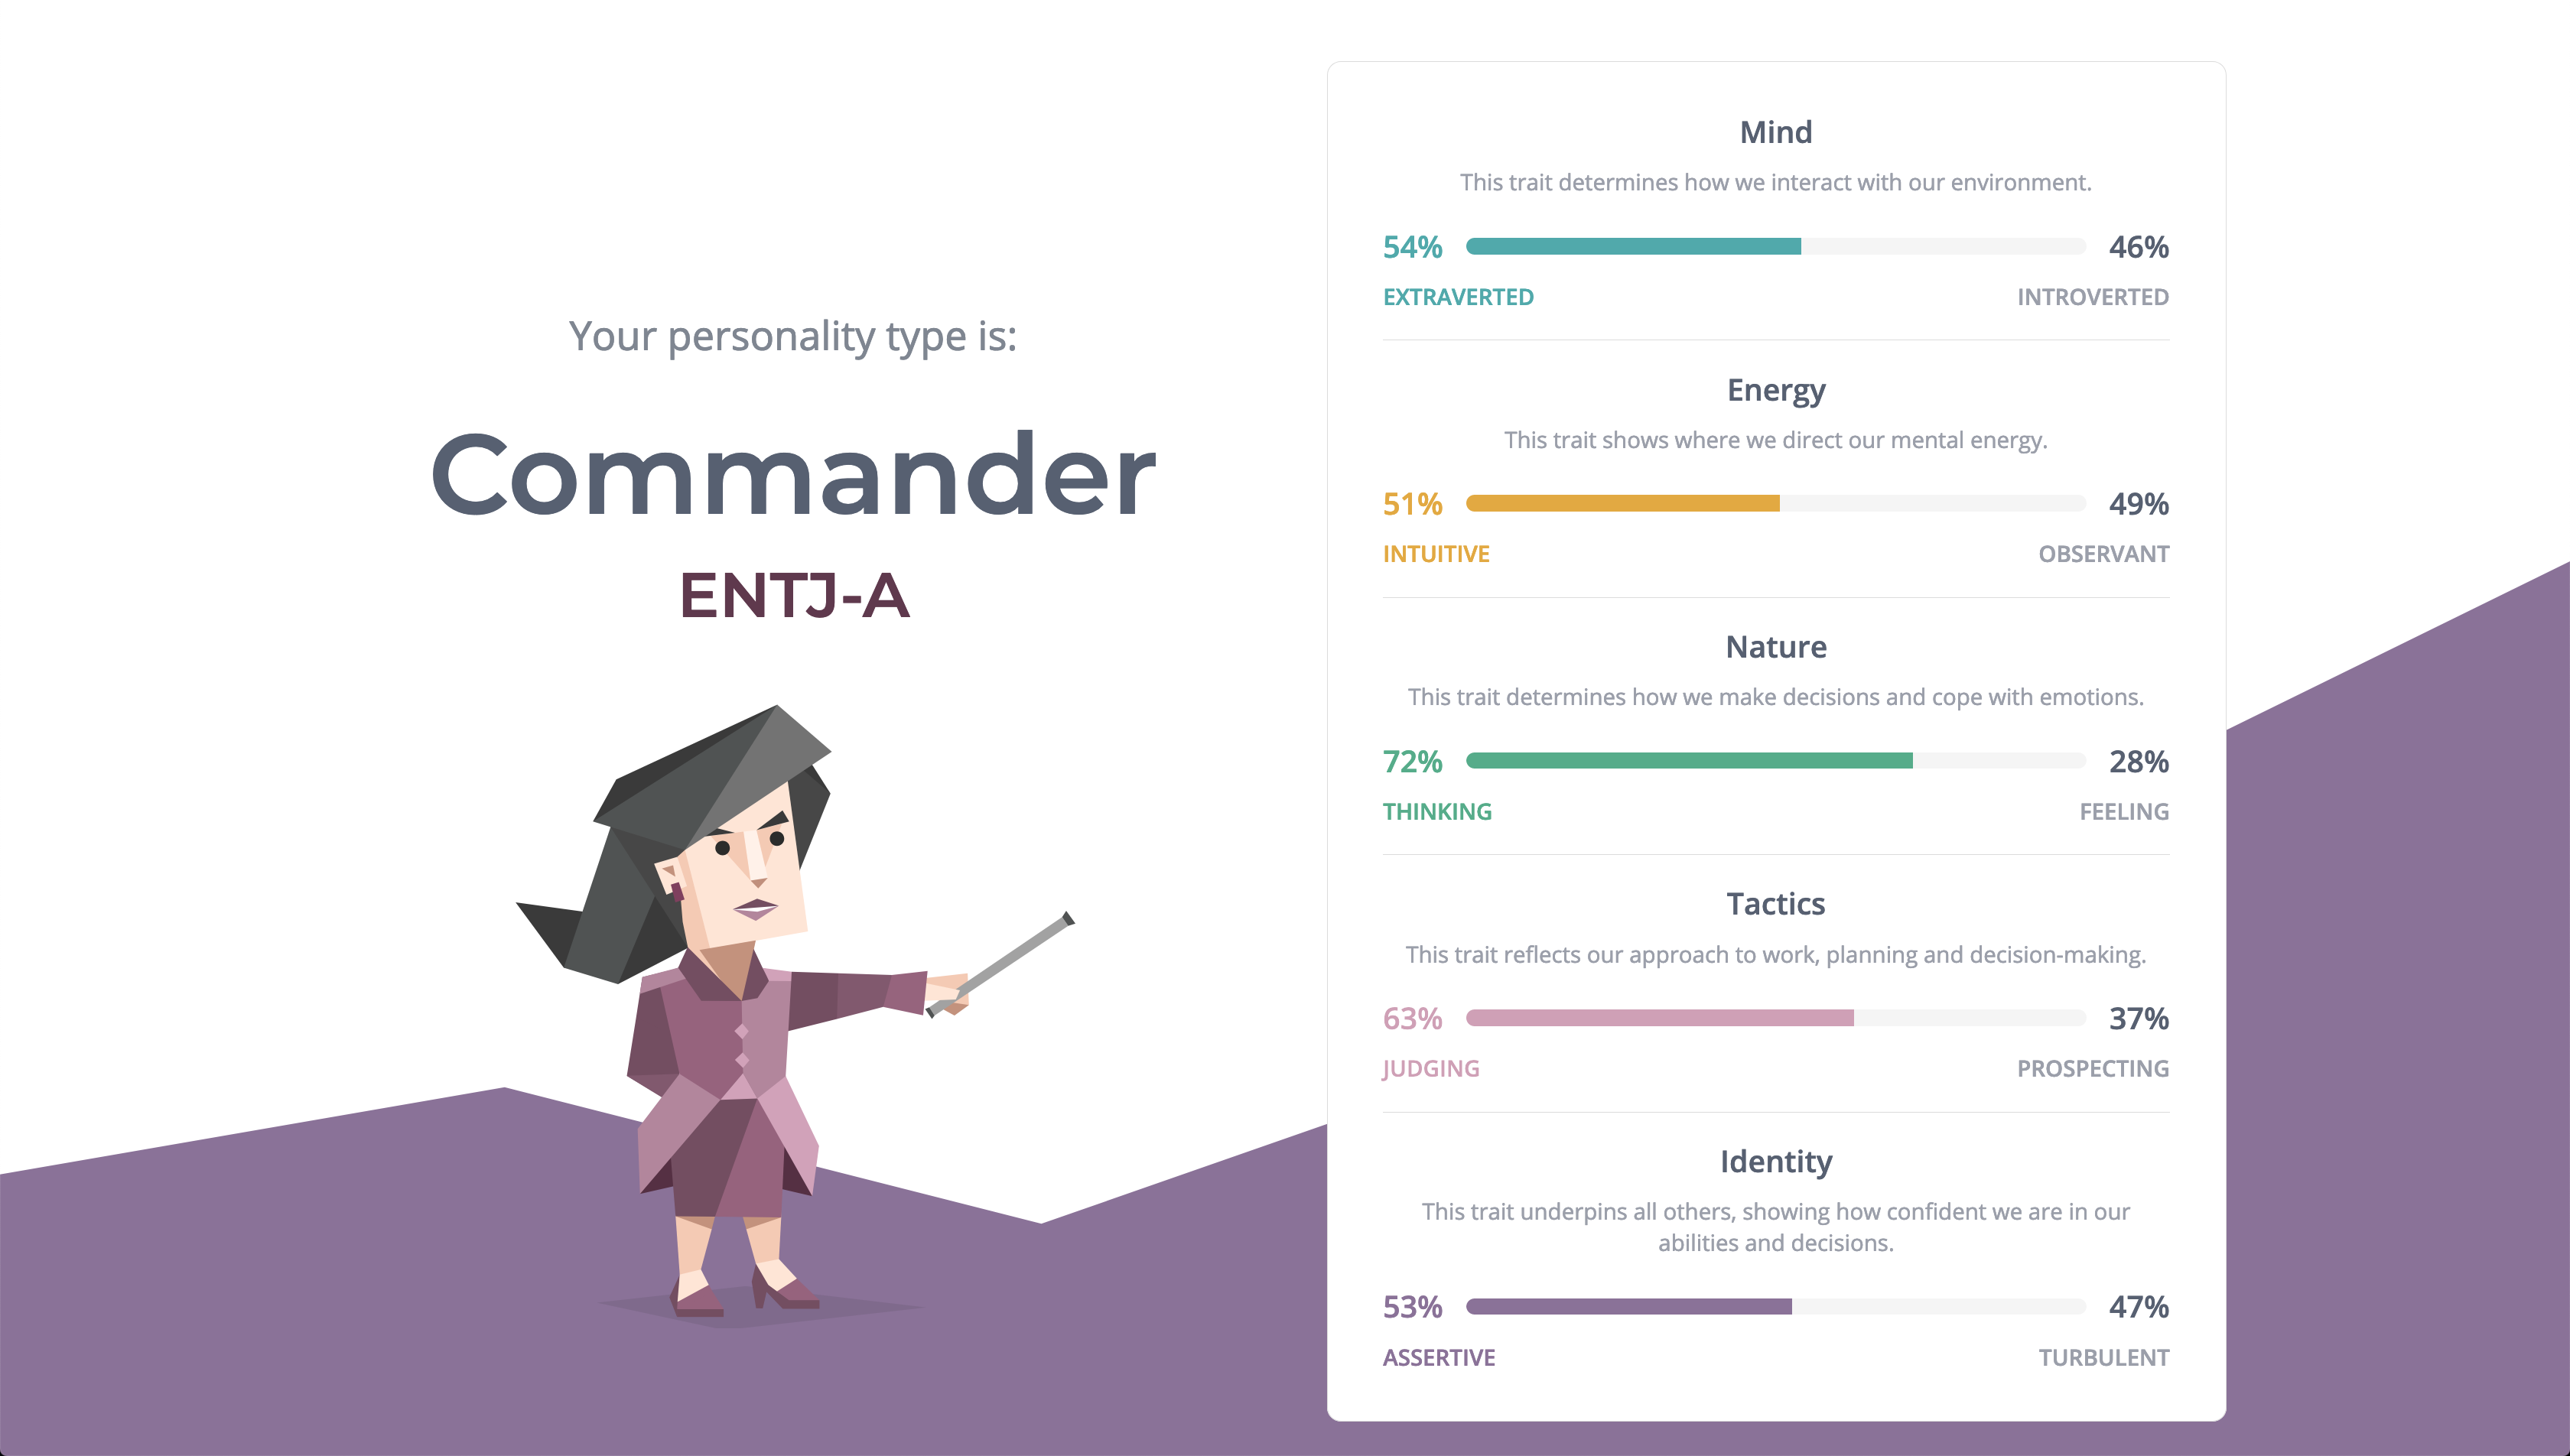 Your personality type is:
Commander
ENTJ-A
Mind
This trait determines how we interact with our environment.
54% 46%
EXTRAVERTED INTROVERTED
Energy
This trait shows where we direct our mental energy.
51% 49%
INTUITIVE OBSERVANT
Nature
This trait determines how we make decisions and cope with emotions.
72% 28%
THINKING FEELING
Tactics
This trait reflects our approach to work, planning and decision-making.
63% 37%
JUDGING PROSPECTING
Identity
This trait underpins all others, showing how confident we are in our
abilities and decisions.
53% 47%
ASSERTIVE TURBULENT